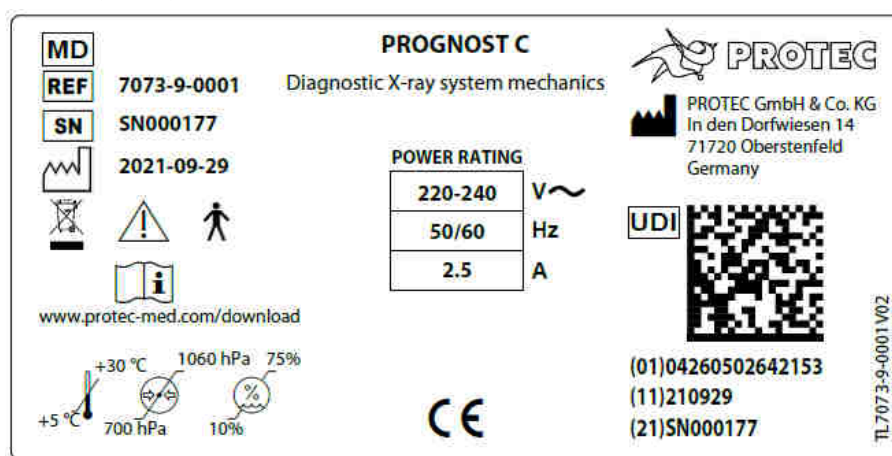 MD
REF 7073-9-0001
SN SN000177
2021-09-29
www.protec-med.com/download
+30 °C
+5 °C
1060 hPa
700 hPa
75%
%
10%
PROGNOST C
Diagnostic X-ray system mechanics
POWER RATING
220-240 V~
50/60 Hz
2.5 A
CE
PROTEC
PROTEC GmbH & Co. KG
In den Dorfwiesen 14
71720 Oberstenfeld
Germany
UDI
(01)04260502642153
(11)210929
(21)SN000177
TL7073-9-0001V02